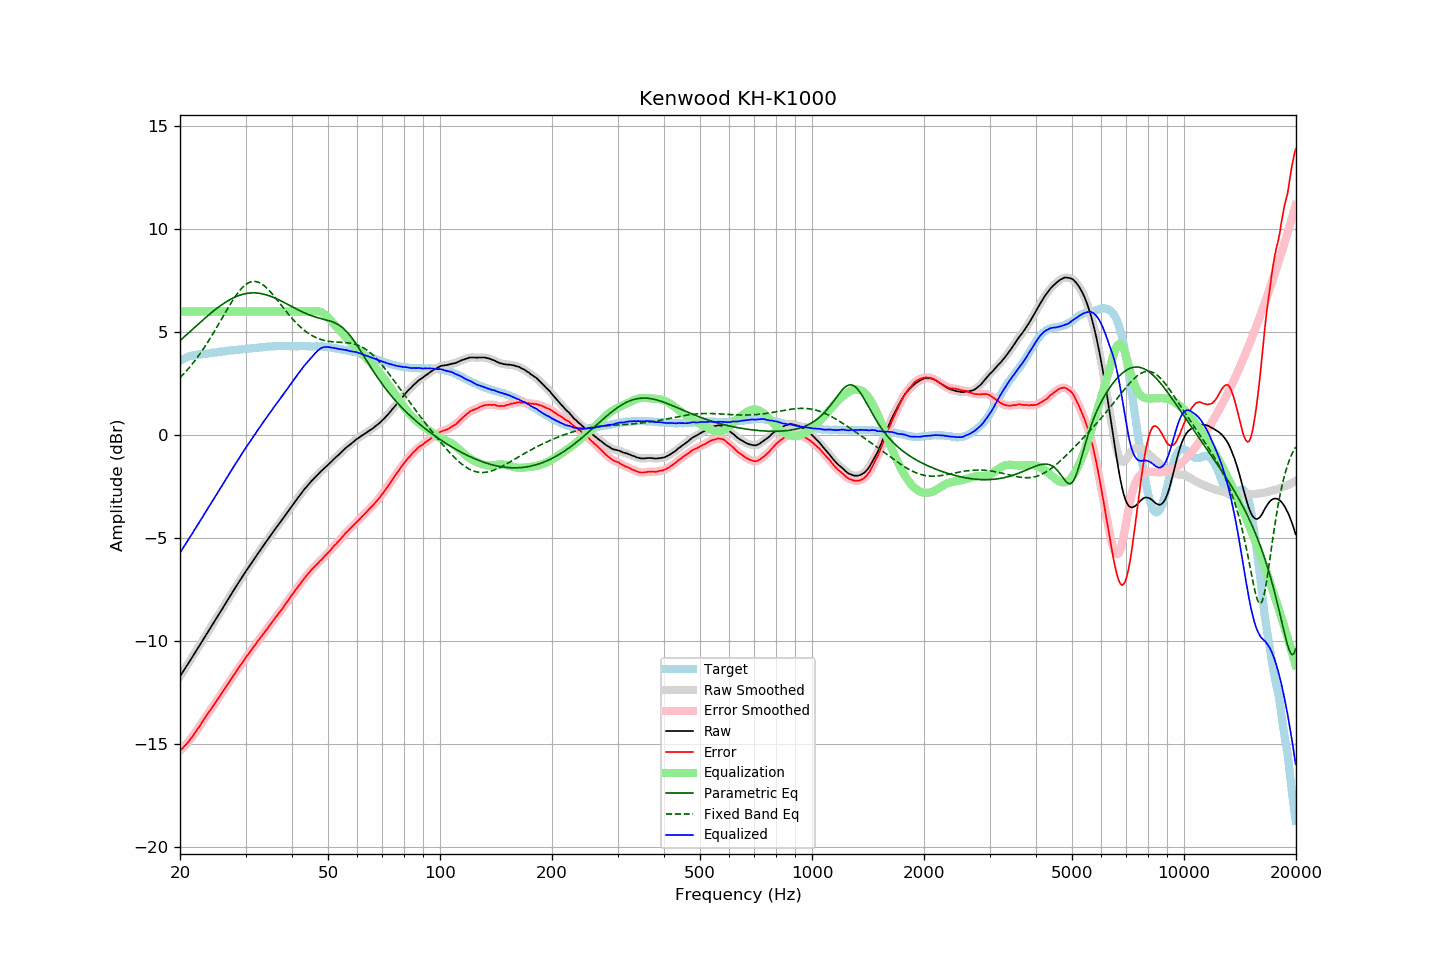 Kenwood KH-K1000
Amplitude (dBr)
15
10
5
0
−5
−10
−15
−20
Target
Raw Smoothed
Error Smoothed
Raw
Error
Equalization
Parametric Eq
Fixed Band Eq
Equalized
20
50
100
200
500
1000
2000
5000
10000
20000
Frequency (Hz)